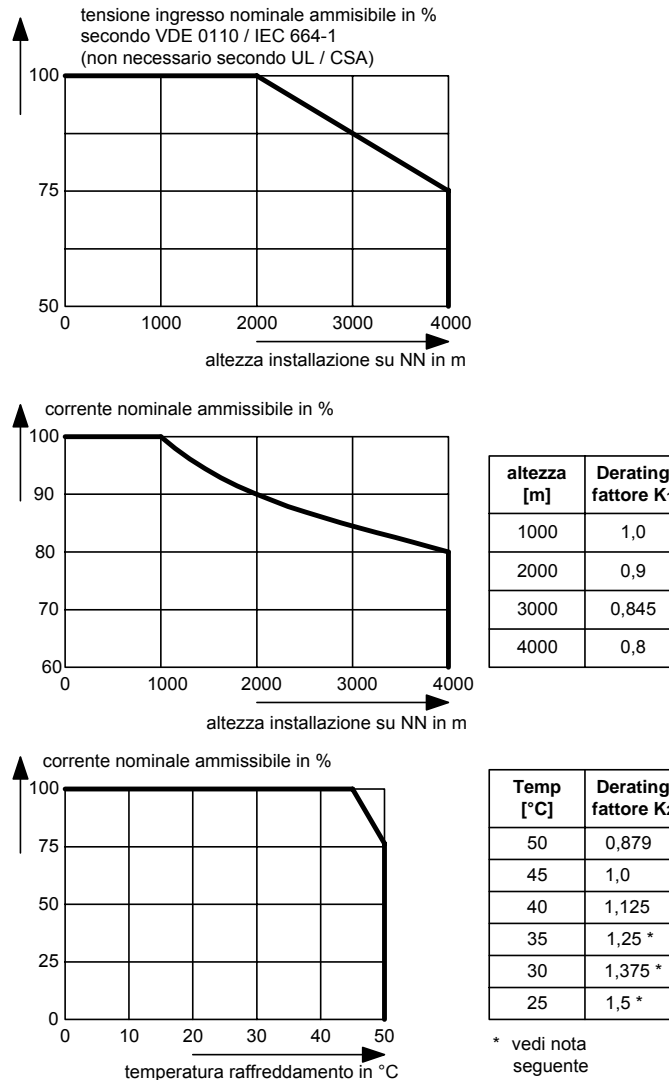 tensione ingresso nominale ammisibile in %
secondo VDE 0110 / IEC 664-1
(non necessario secondo UL / CSA)
100
75
50
0 1000 2000 3000 4000
altezza installazione su NN in m
corrente nominale ammissibile in %
100
90
80
70
60
0 1000 2000 3000 4000
altezza installazione su NN in m
altezza [m] Derating fattore K1
1000 1,0
2000 0,9
3000 0,845
4000 0,8
corrente nominale ammissibile in %
100
75
50
25
0
0 10 20 30 40 50
temperatura raffreddamento in °C
Temp [°C] Derating fattore K2
50 0,879
45 1,0
40 1,125
35 1,25 *
30 1,375 *
25 1,5 *
* vedi nota
seguente